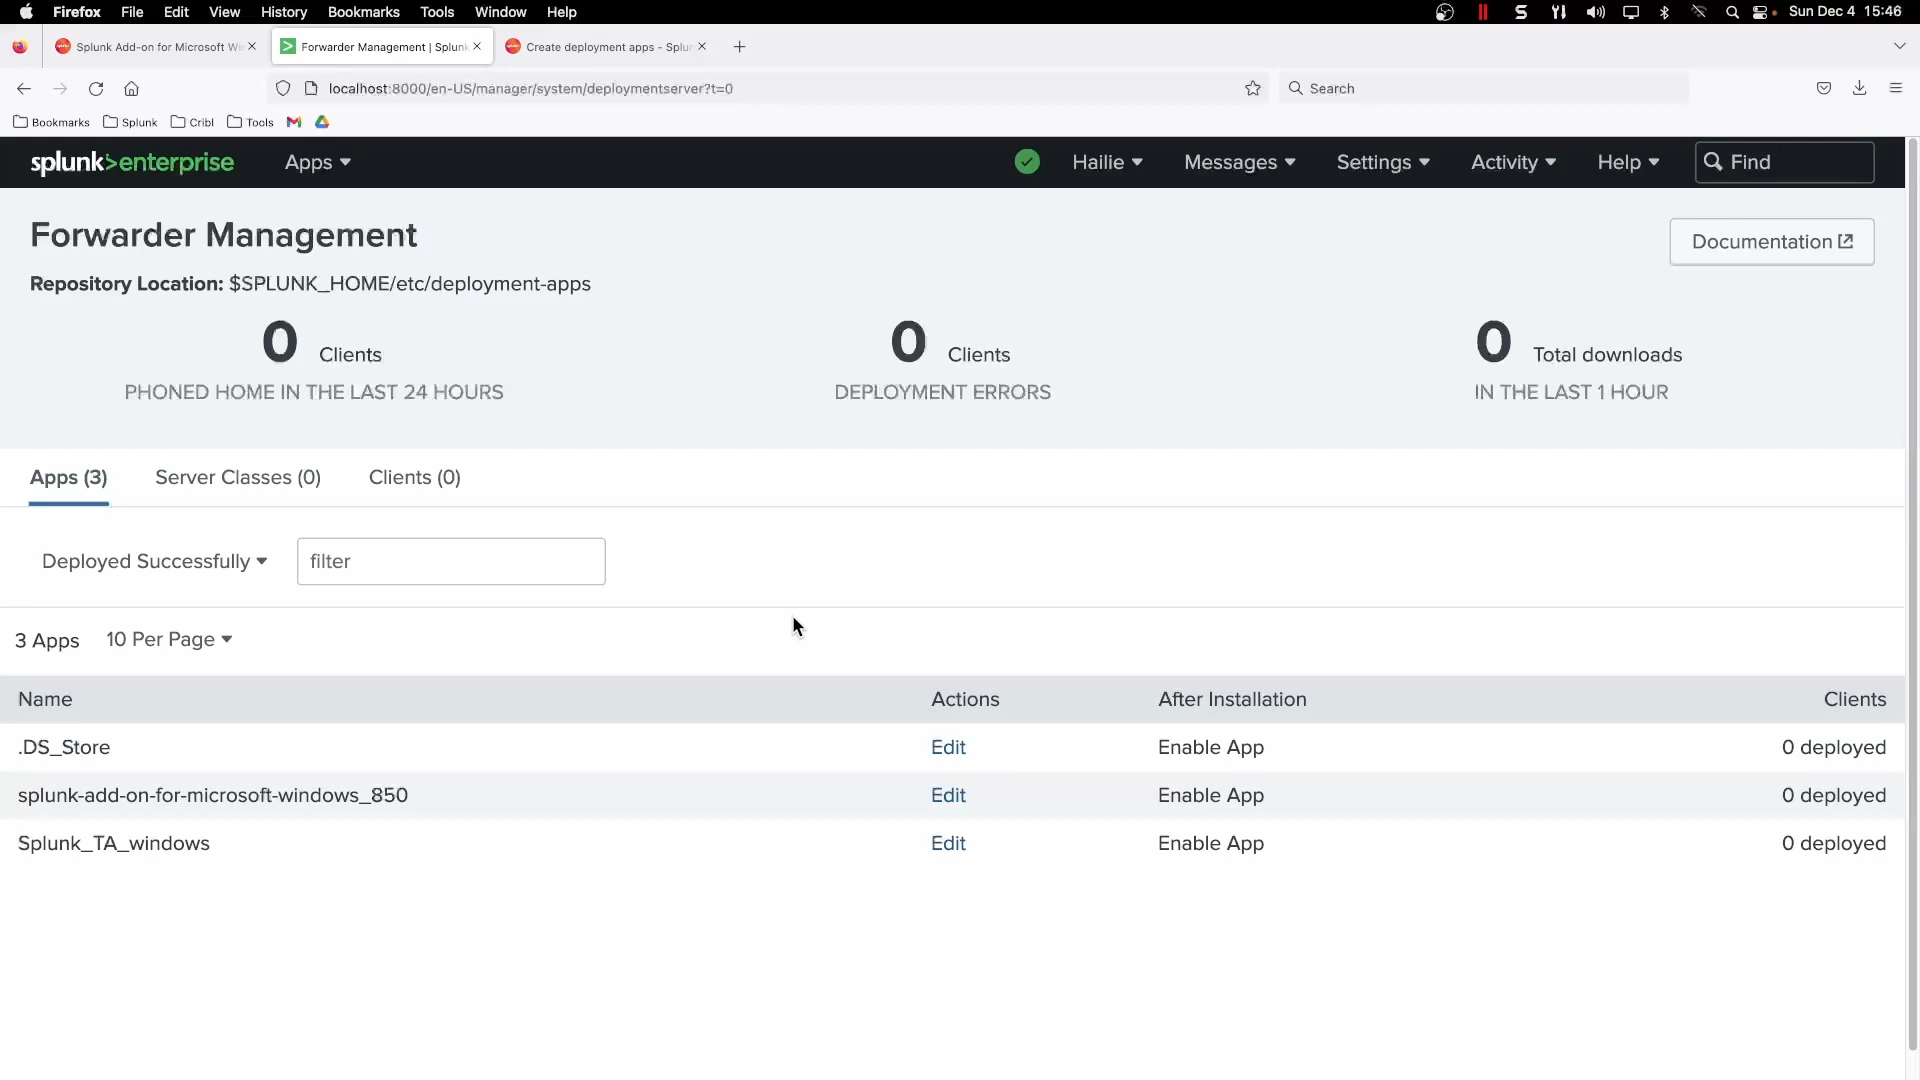 Firefox File Edit View History Bookmarks Tools Window Help Sun Dec 4 15:46
Splunk Add-on for Microsoft Wi Forwarder Management | Splunk Create deployment apps - Splun
localhost:8000/en-US/manager/system/deploymentserver?t=0 Search
Bookmarks Splunk Cribl Tools
splunk>enterprise Apps Hailie Messages Settings Activity Help Find
Forwarder Management
Documentation
Repository Location: $SPLUNK_HOME/etc/deployment-apps
0 Clients 0 Clients 0 Total downloads
PHONED HOME IN THE LAST 24 HOURS DEPLOYMENT ERRORS IN THE LAST 1 HOUR
Apps (3) Server Classes (0) Clients (0)
Deployed Successfully filter
3 Apps 10 Per Page
Name Actions After Installation Clients
.DS_Store Edit Enable App 0 deployed
splunk-add-on-for-microsoft-windows_850 Edit Enable App 0 deployed
Splunk_TA_windows Edit Enable App 0 deployed